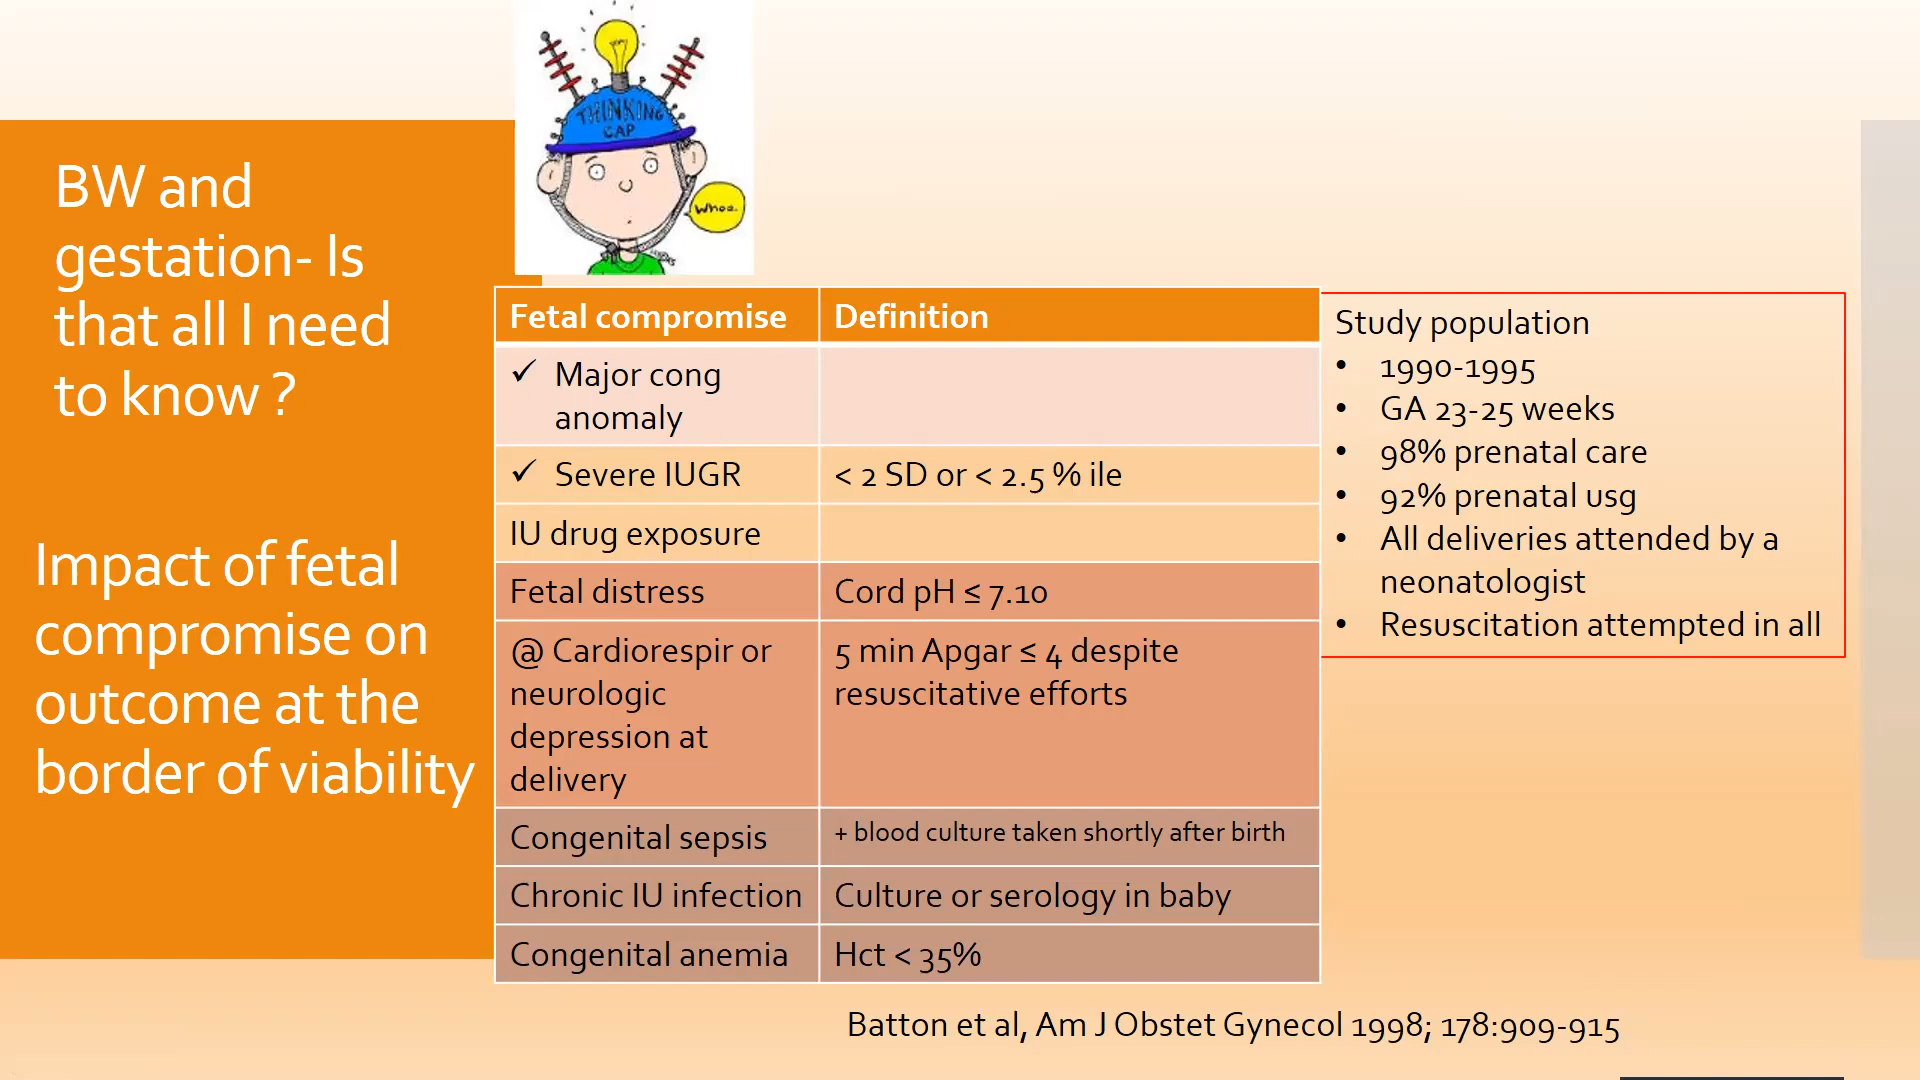 THINKING
CAP
Whoa.
BW and
gestation- Is
that all I need
to know ?
Impact of fetal
compromise on
outcome at the
border of viability
Fetal compromise
Definition
✓ Major cong
anomaly
✓ Severe IUGR
< 2 SD or < 2.5 % ile
IU drug exposure
Fetal distress
Cord pH ≤ 7.10
@ Cardiorespir or
neurologic
depression at
delivery
5 min Apgar ≤ 4 despite
resuscitative efforts
Congenital sepsis
+ blood culture taken shortly after birth
Chronic IU infection
Culture or serology in baby
Congenital anemia
Hct < 35%
Study population
• 1990-1995
• GA 23-25 weeks
• 98% prenatal care
• 92% prenatal usg
• All deliveries attended by a
neonatologist
• Resuscitation attempted in all
Batton et al, Am J Obstet Gynecol 1998; 178:909-915